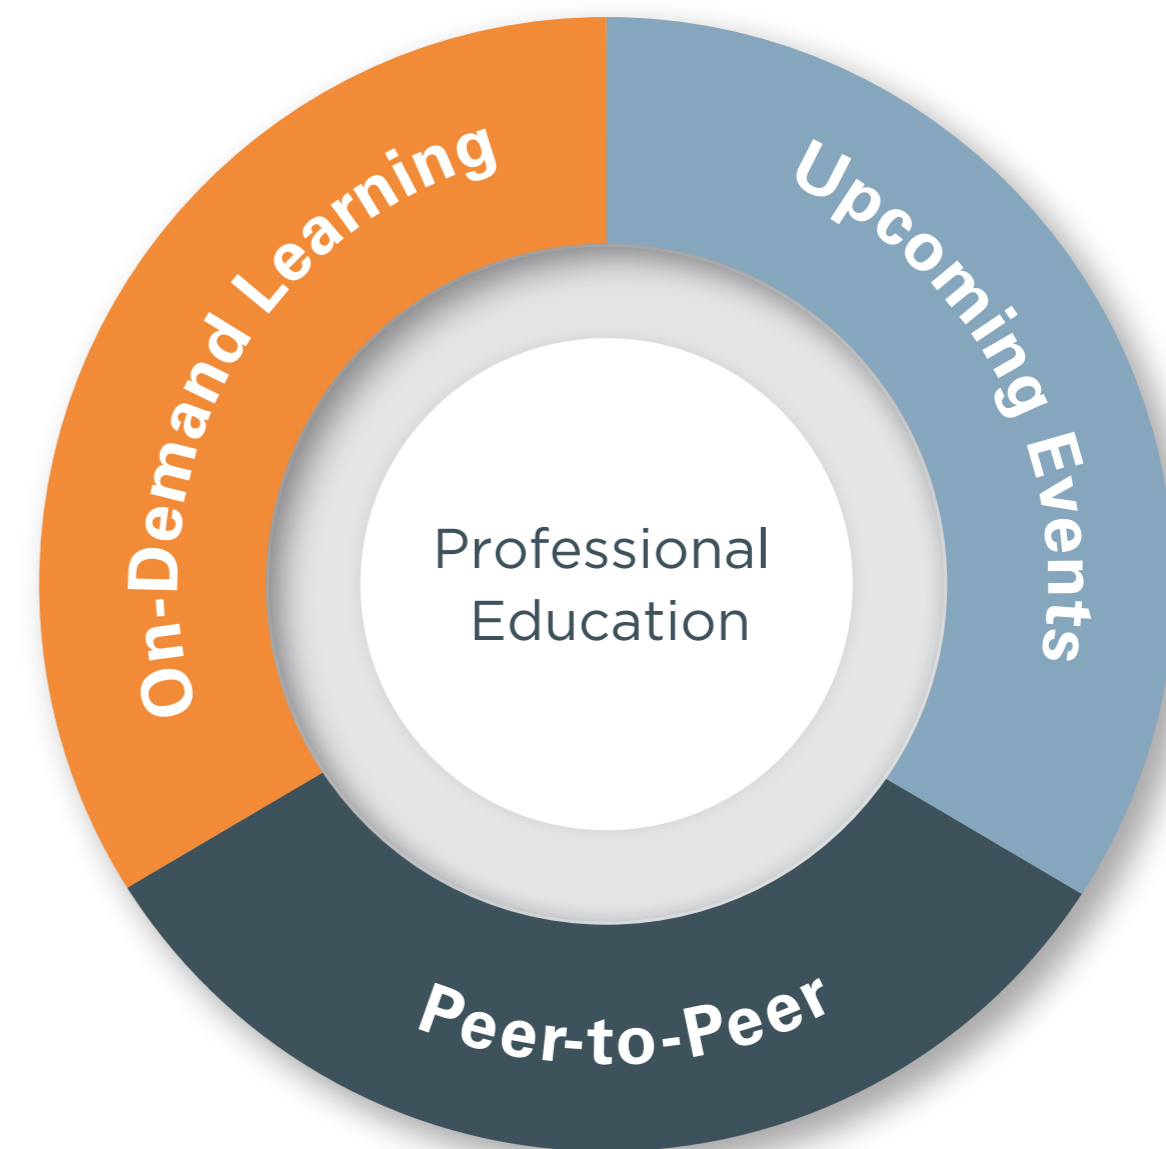 On-Demand Learning
Upcoming Events
Professional
Education
Peer-to-Peer